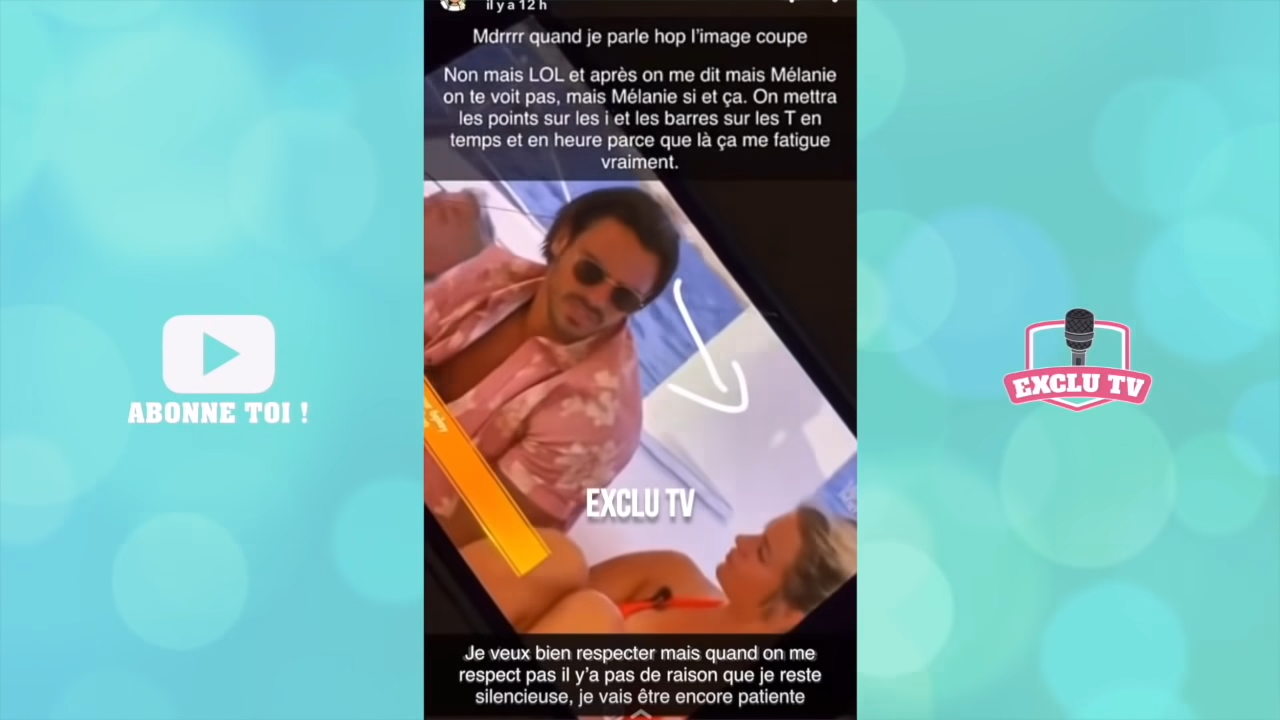 il y a 12 h
Mdrrrr quand je parle hop l'image coupe
Non mais LOL et après on me dit mais Mélanie
on te voit pas, mais Mélanie si et ça. On mettra
les points sur les i et les barres sur les T en
temps et en heure parce que là ça me fatigue
vraiment.
ABONNE TOI !
EXCLU TV
EXCLU TV
Je veux bien respecter mais quand on me
respect pas il y'a pas de raison que je reste
silencieuse, je vais être encore patiente